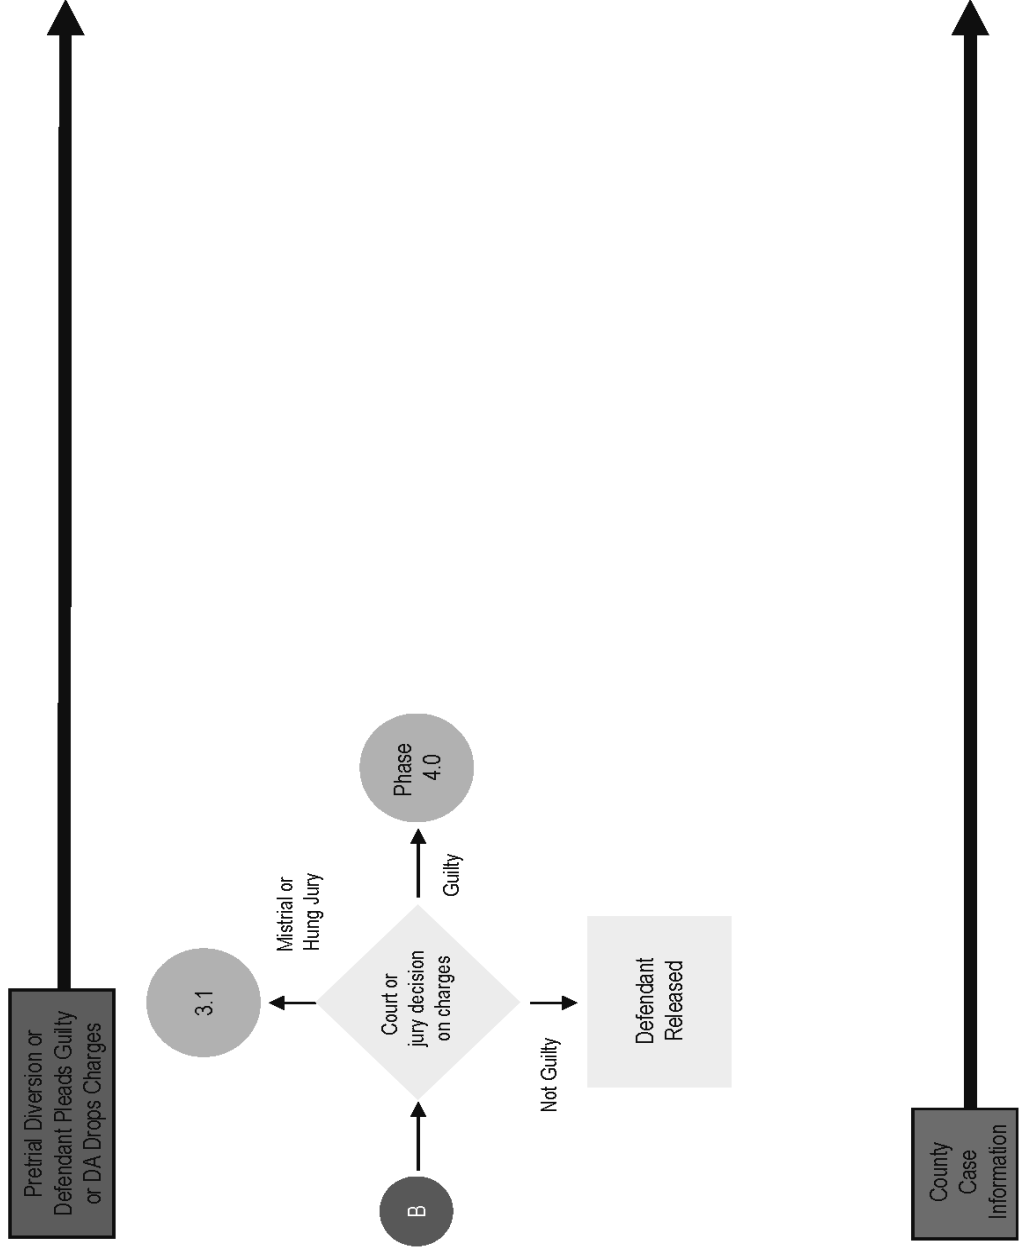 Pretrial Diversion or
Defendant Pleads Guilty
or DA Drops Charges
3.1
Mistrial or
Hung Jury
B
Court or
jury decision
on charges
Guilty
Phase
4.0
Not Guilty
Defendant
Released
County
Case
Information